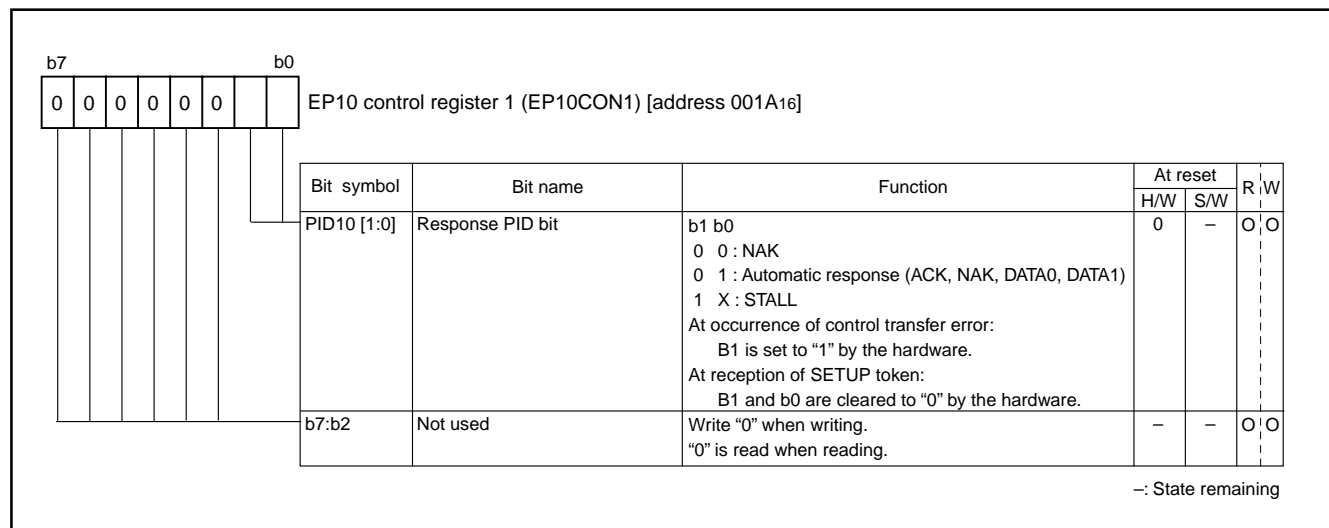 b7 b0
0 0 0 0 0 0 EP10 control register 1 (EP10CON1) [address 001A16]
Bit symbol Bit name Function At reset R W
H/W S/W
PID10 [1:0] Response PID bit b1 b0 0 – O O
0 0 : NAK
0 1 : Automatic response (ACK, NAK, DATA0, DATA1)
1 X : STALL
At occurrence of control transfer error:
B1 is set to “1” by the hardware.
At reception of SETUP token:
B1 and b0 are cleared to “0” by the hardware.
b7:b2 Not used Write “0” when writing. – – O O
“0” is read when reading.
–: State remaining